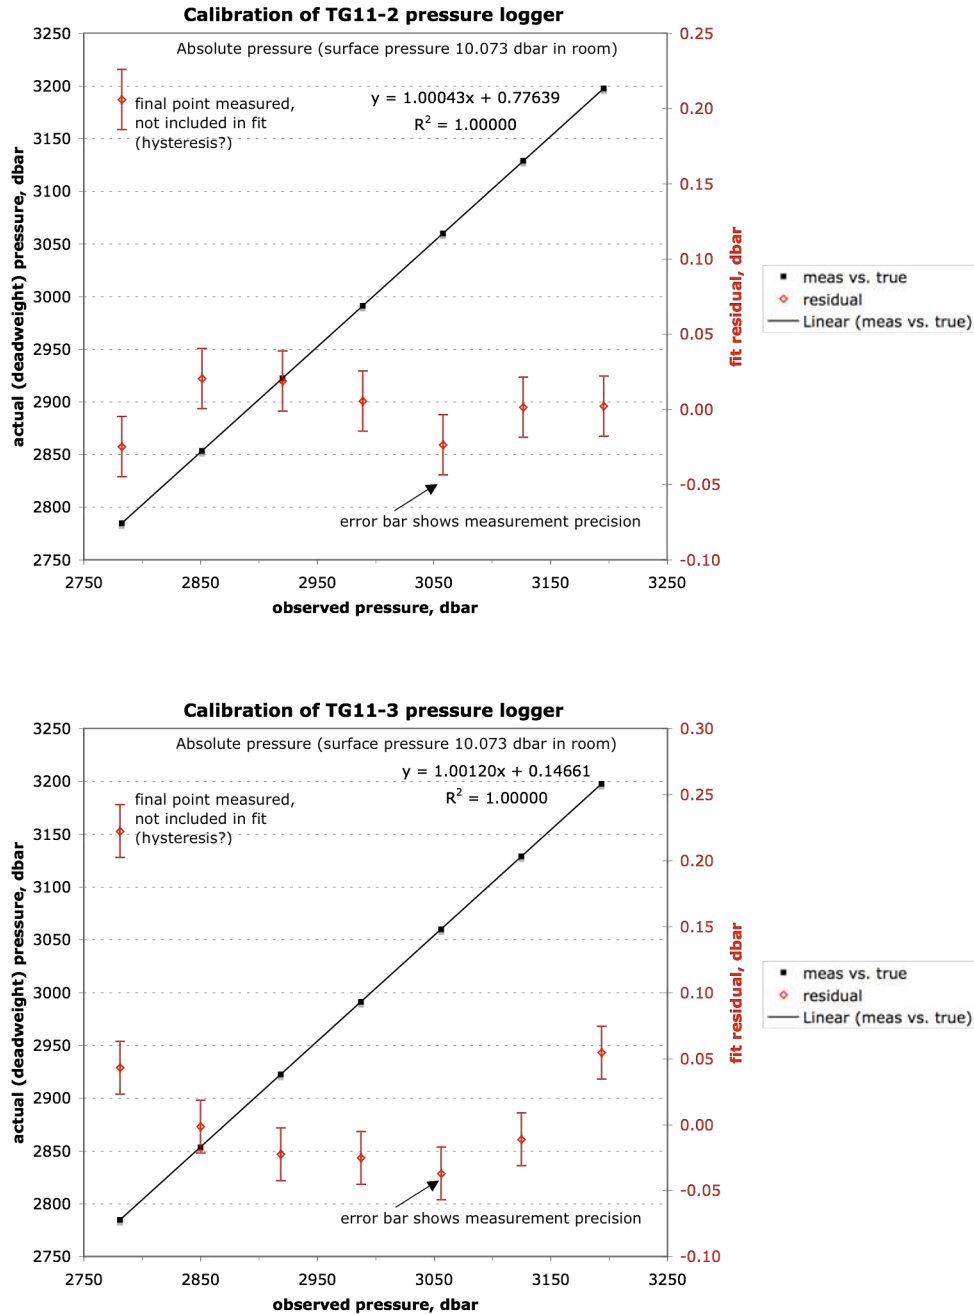 Calibration of TG11-2 pressure logger
Absolute pressure (surface pressure 10.073 dbar in room)
y = 1.00043x + 0.77639
R² = 1.00000
final point measured,
not included in fit
(hysteresis?)
error bar shows measurement precision
actual (deadweight) pressure, dbar
3250
3200
3150
3100
3050
3000
2950
2900
2850
2800
2750
2750 2850 2950 3050 3150 3250
observed pressure, dbar
0.25
0.20
0.15
0.10
0.05
0.00
-0.05
-0.10
fit residual, dbar
meas vs. true
residual
Linear (meas vs. true)
Calibration of TG11-3 pressure logger
Absolute pressure (surface pressure 10.073 dbar in room)
y = 1.00120x + 0.14661
R² = 1.00000
final point measured,
not included in fit
(hysteresis?)
error bar shows measurement precision
actual (deadweight) pressure, dbar
3250
3200
3150
3100
3050
3000
2950
2900
2850
2800
2750
2750 2850 2950 3050 3150 3250
observed pressure, dbar
0.30
0.25
0.20
0.15
0.10
0.05
0.00
-0.05
-0.10
fit residual, dbar
meas vs. true
residual
Linear (meas vs. true)